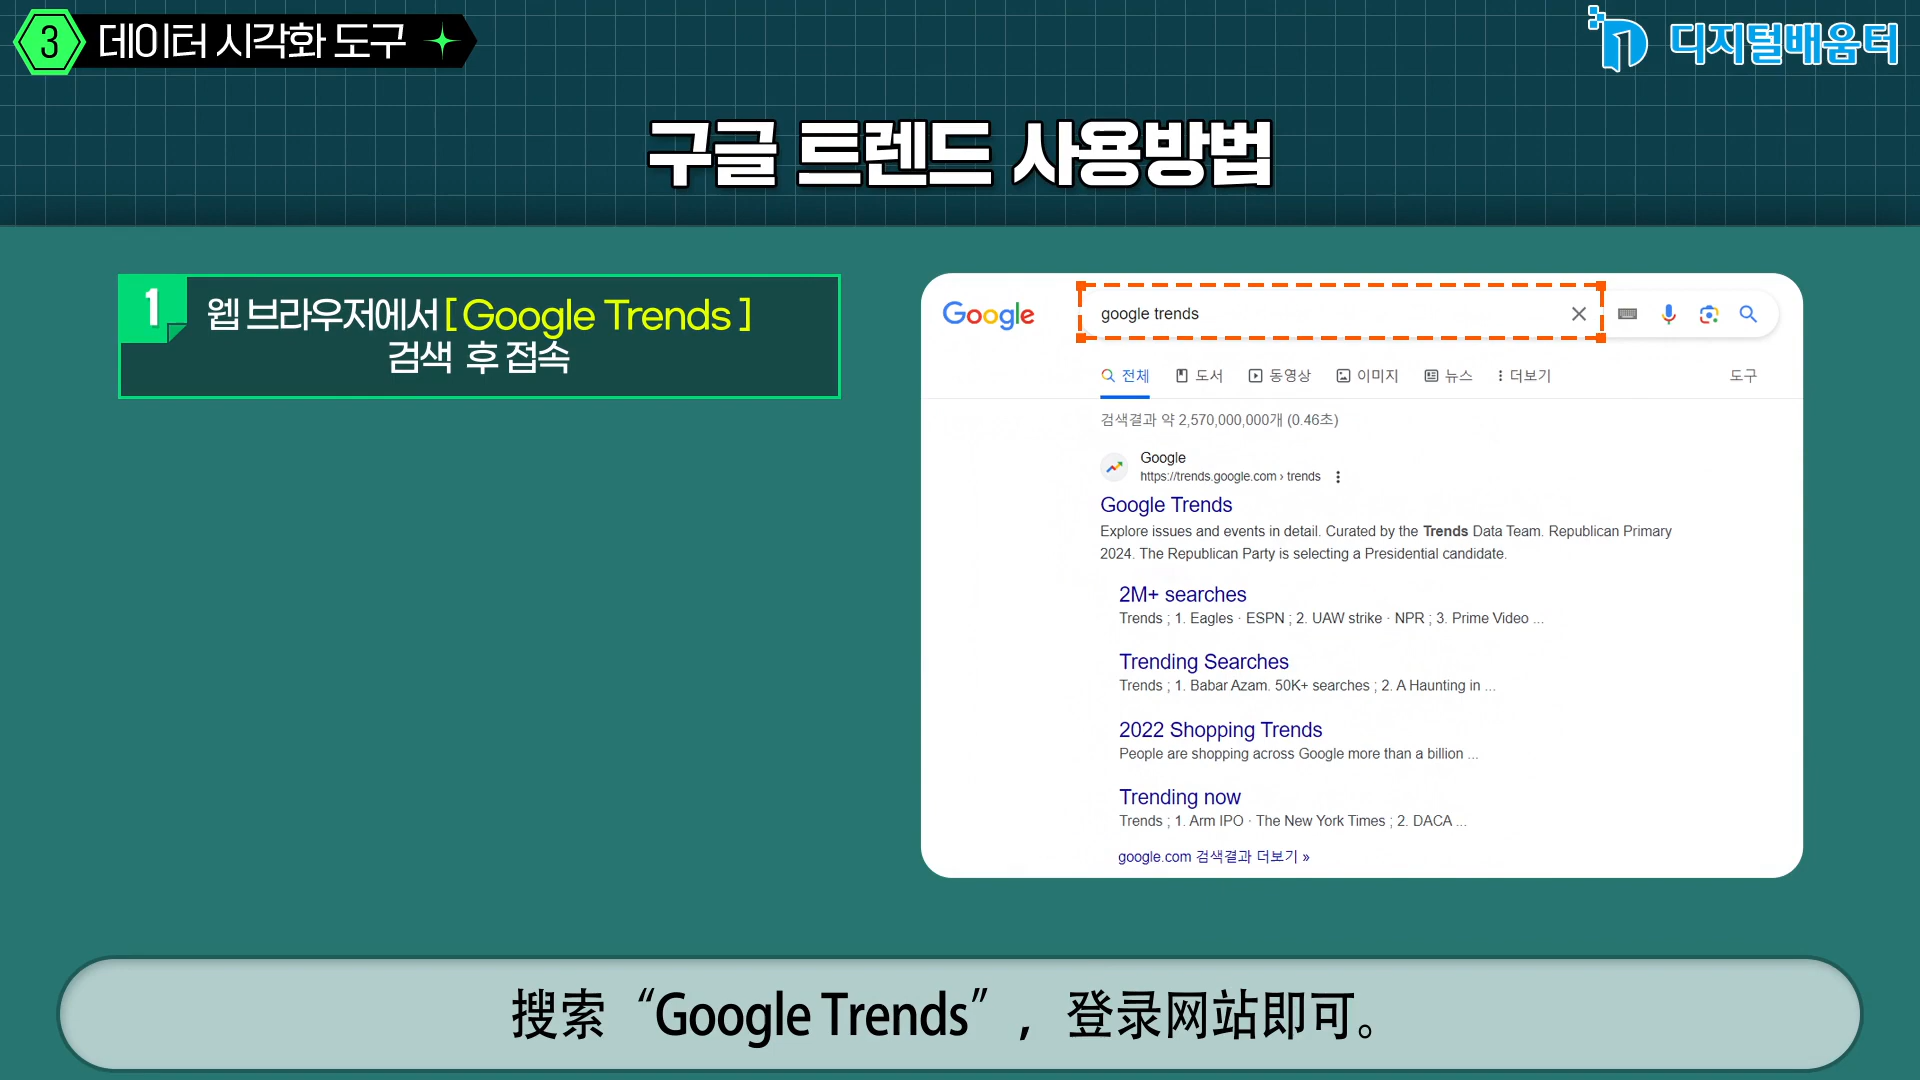 3 데이터 시각화 도구
디지털배움터
구글 트렌드 사용방법
1
웹 브라우저에서 [ Google Trends ]
검색 후 접속
Google
google trends
전체 도서 동영상 이미지 뉴스 더보기 도구
검색결과 약 2,570,000,000개 (0.46초)
Google
https://trends.google.com › trends
Google Trends
Explore issues and events in detail. Curated by the Trends Data Team. Republican Primary
2024. The Republican Party is selecting a Presidential candidate.
2M+ searches
Trends ; 1. Eagles · ESPN ; 2. UAW strike · NPR ; 3. Prime Video ...
Trending Searches
Trends ; 1. Babar Azam. 50K+ searches ; 2. A Haunting in ...
2022 Shopping Trends
People are shopping across Google more than a billion ...
Trending now
Trends ; 1. Arm IPO · The New York Times ; 2. DACA ...
google.com 검색결과 더보기 »
搜索“Google Trends”，登录网站即可。